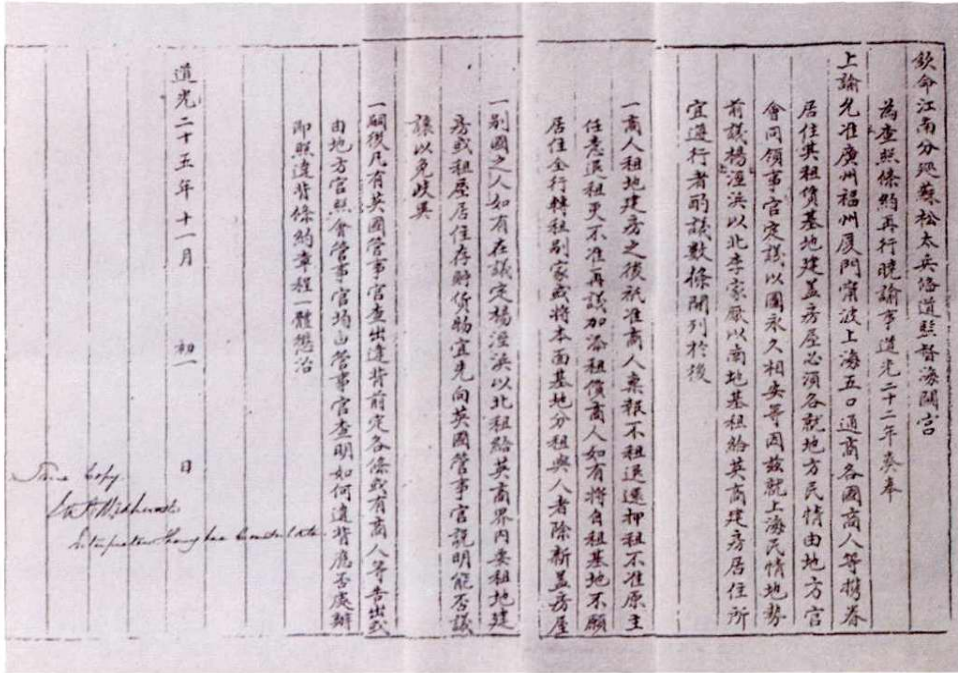 欽命江南分巡蘇松太兵備道監督海關宮
為查照條約再行曉諭事道光二十二年奏奉
上諭允准廣州福州厦門甯波上海五口通商各國商人等携眷
居住其租賃基地建蓋房屋必須各就地方民情由地方官
會同領事官定議以圖永久相安等因茲就上海民情地勢
前議楊涇浜以北李家厰以南地基租給英商建房居住所
宜遵行者酌議數條開列於後
一商人租地建房之後祇准商人禀報不租退還押租不准原主
任意退租更不准再議加添租價商人如有將自租基地不願
居住全行轉租別家或將本面基地分租與人者除新蓋房屋
一別國之人如有在議定楊涇浜以北租給英商界內要租地建
房或租屋居住存貯貨物宜先向英國管事官說明能否議
讓以免歧異
一嗣後凡有英國管事官查出違背前定各條或有商人等告出或
由地方官照會管事官均由管事官查明如何違背應否處辦
即照違背條約章程一體懲治
道光二十五年十一月 初一 日
True Copy
Interpreter Shanghae Consulate